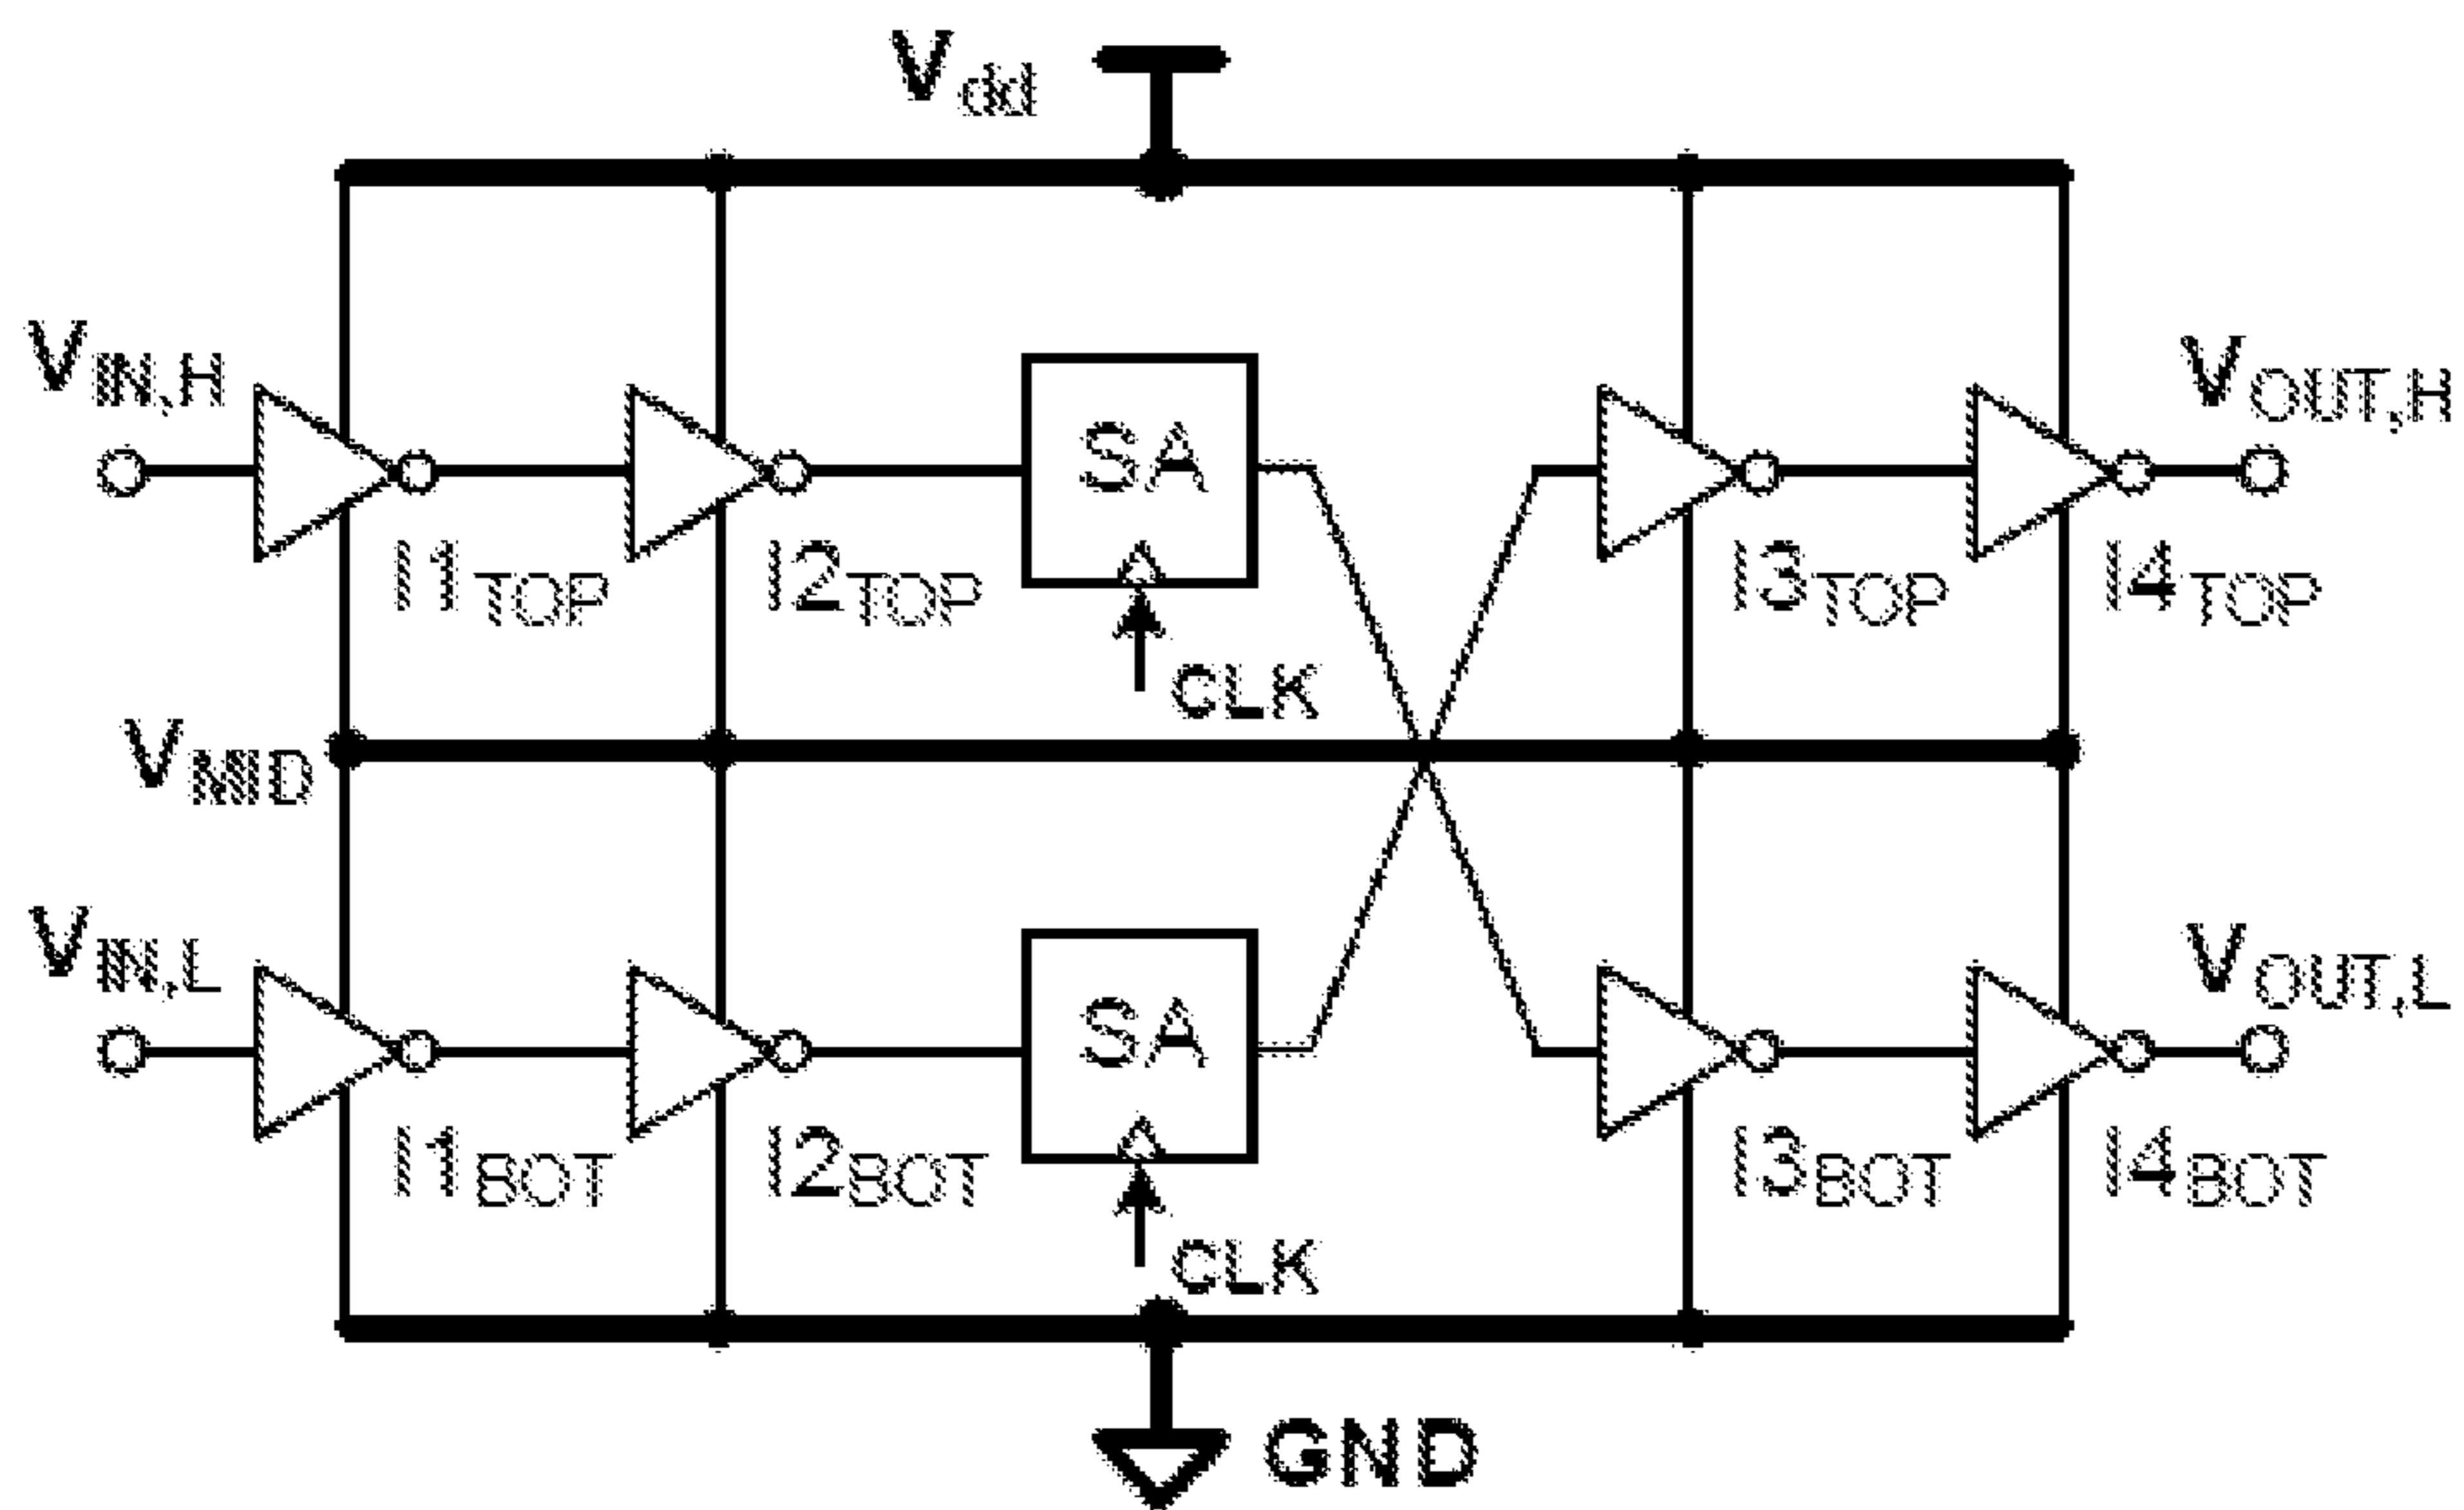 Vdd
VIN,H
SA
VOUT,H
I1TOP
I2TOP
I3TOP
I4TOP
CLK
VMID
VIN,L
SA
VOUT,L
I1BOT
I2BOT
I3BOT
I4BOT
CLK
GND